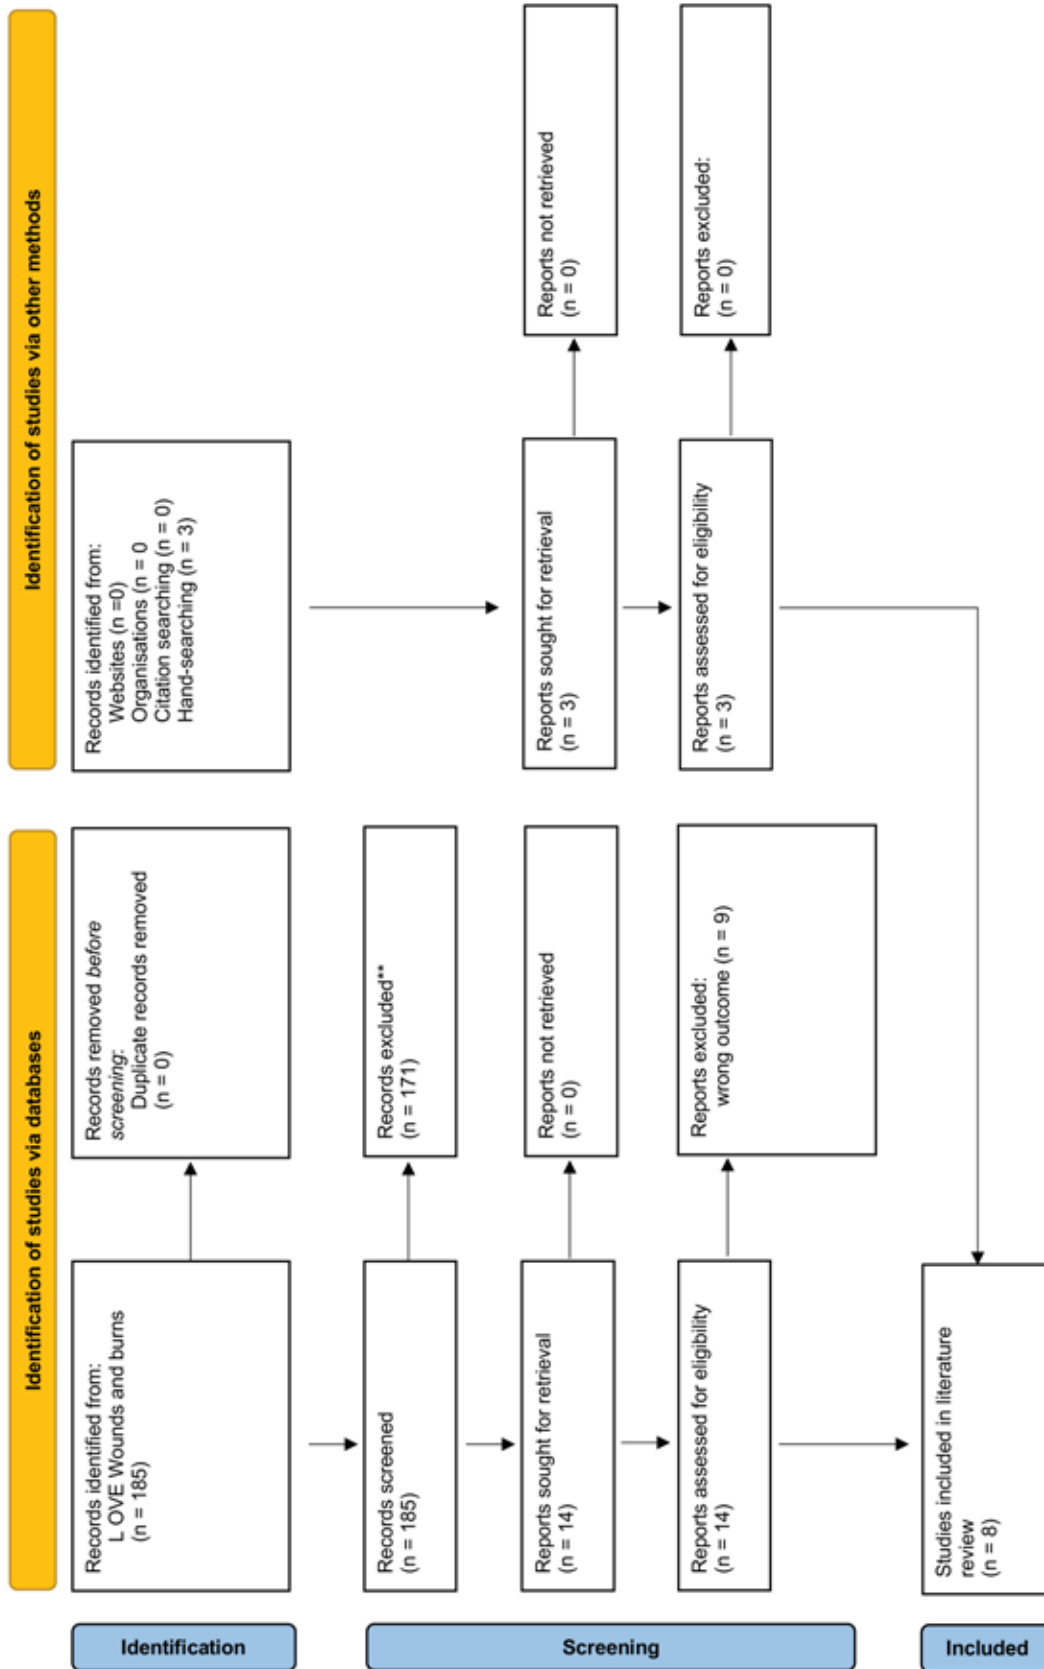 Identification of studies via databases
Identification of studies via other methods
Identification
Records identified from:
L OVE Wounds and burns
(n = 185)
Records removed before
screening:
Duplicate records removed
(n = 0)
Records identified from:
Websites (n =0)
Organisations (n = 0
Citation searching (n = 0)
Hand-searching (n = 3)
Screening
Records screened
(n = 185)
Records excluded**
(n = 171)
Reports sought for retrieval
(n = 14)
Reports not retrieved
(n = 0)
Reports sought for retrieval
(n = 3)
Reports not retrieved
(n = 0)
Reports assessed for eligibility
(n = 14)
Reports excluded:
wrong outcome (n = 9)
Reports assessed for eligibility
(n = 3)
Reports excluded:
(n = 0)
Included
Studies included in literature
review
(n = 8)